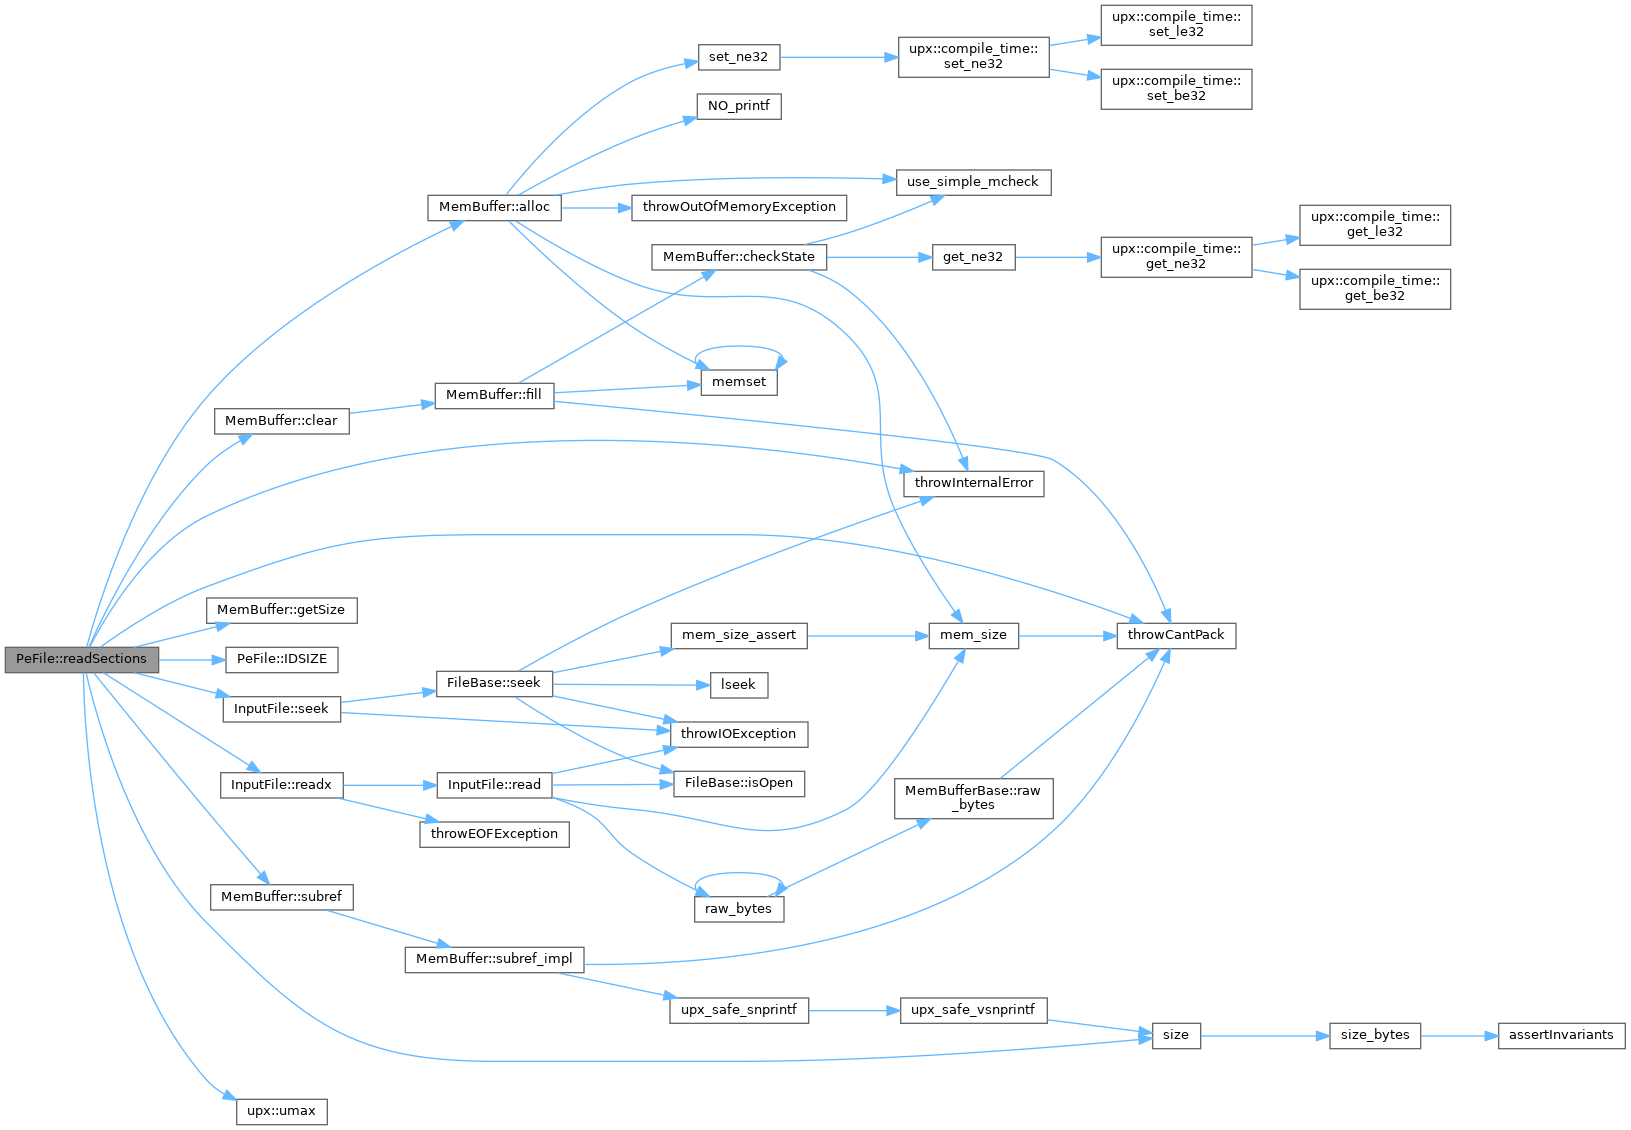 upx::compile_time::
set_le32
set_ne32
upx::compile_time::
set_ne32
upx::compile_time::
set_be32
NO_printf
use_simple_mcheck
MemBuffer::alloc
throwOutOfMemoryException
upx::compile_time::
get_le32
MemBuffer::checkState
get_ne32
upx::compile_time::
get_ne32
upx::compile_time::
get_be32
memset
MemBuffer::fill
MemBuffer::clear
throwInternalError
MemBuffer::getSize
mem_size_assert
mem_size
throwCantPack
PeFile::readSections
PeFile::IDSIZE
FileBase::seek
lseek
InputFile::seek
throwIOException
InputFile::readx
InputFile::read
FileBase::isOpen
MemBufferBase::raw
_bytes
throwEOFException
MemBuffer::subref
raw_bytes
MemBuffer::subref_impl
upx_safe_snprintf
upx_safe_vsnprintf
size
size_bytes
assertInvariants
upx::umax